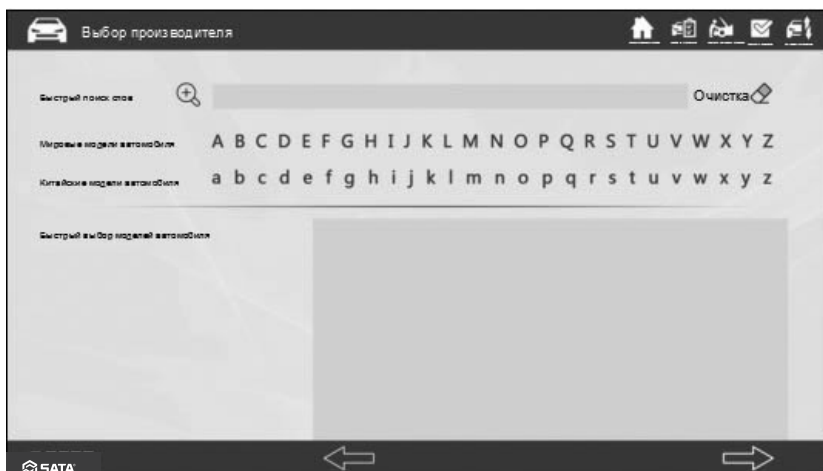 Выбор производителя
Быстрый поиск слов
Очистка
Мировые модели автомобиля A B C D E F G H I J K L M N O P Q R S T U V W X Y Z
Китайские модели автомобиля a b c d e f g h i j k l m n o p q r s t u v w x y z
Быстрый выбор моделей автомобиля
SATA